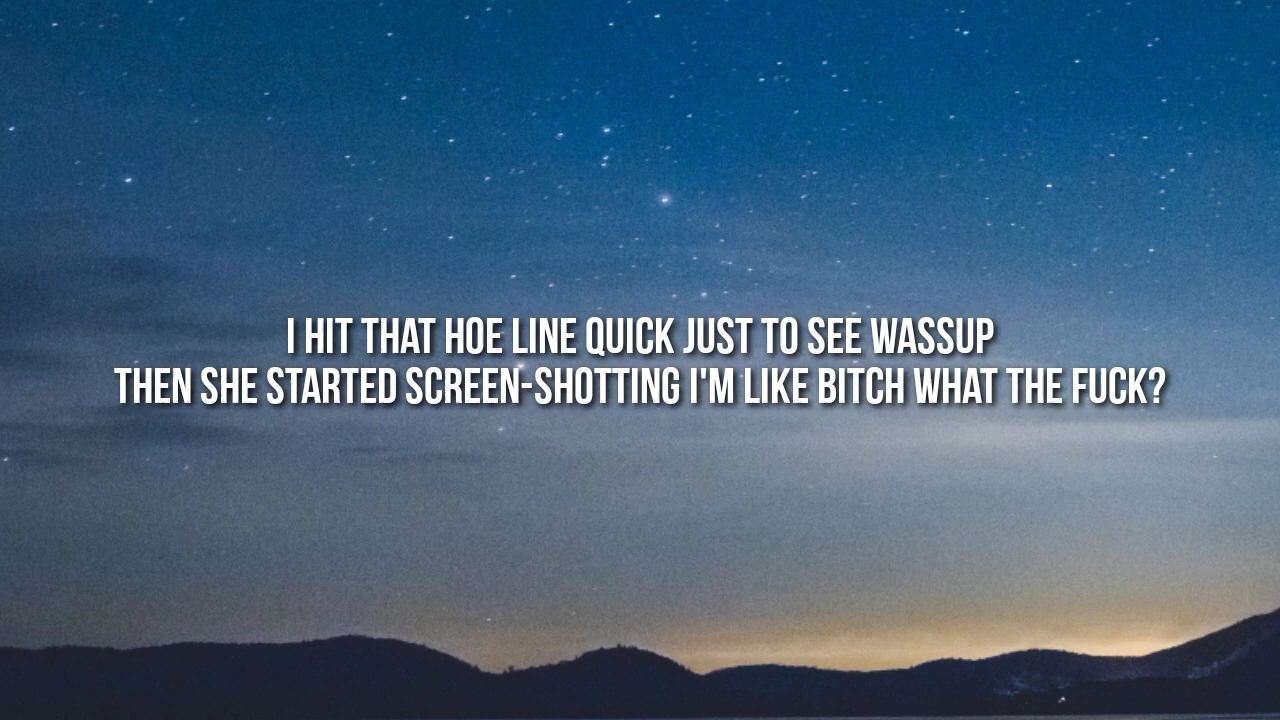 I HIT THAT HOE LINE QUICK JUST TO SEE WASSUP
THEN SHE STARTED SCREEN-SHOTTING I'M LIKE BITCH WHAT THE FUCK?